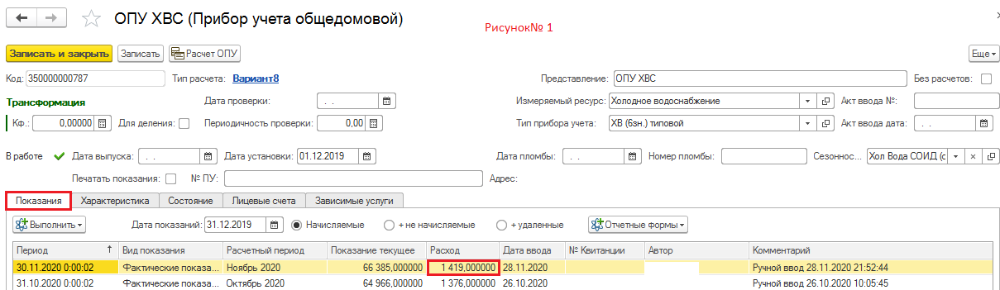 ОПУ ХВС (Прибор учета общедомовой)
Рисунок№ 1
Записать и закрыть Записать Расчет ОПУ Еще
Код: 350000000787 Тип расчета: Вариант8 Представление: ОПУ ХВС Без расчетов:
Трансформация Дата проверки: . . Измеряемый ресурс: Холодное водоснабжение Акт ввода №:
Кф.: 0,00000 Для деления: Периодичность проверки: 0,00 Тип прибора учета: ХВ (6зн.) типовой Акт ввода дата: . .
В работе Дата выпуска: . . Дата установки: 01.12.2019 Дата пломбы: . . Номер пломбы: Сезоннос... Хол Вода СОИД (с
Печатать показания: № ПУ: Адрес:
Показания Характеристика Состояние Лицевые счета Зависимые услуги
Выполнить Дата показаний: 31.12.2019 Начисляемые + не начисляемые + удаленные Отчетные формы
Период ↑ Вид показания Расчетный период Показание текущее Расход Дата ввода № Квитанции Автор Комментарий
30.11.2020 0:00:02 Фактические показа... Ноябрь 2020 66 385,000000 1 419,000000 28.11.2020 Ручной ввод 28.11.2020 21:52:44
31.10.2020 0:00:02 Фактические показа... Октябрь 2020 64 966,000000 1 376,000000 26.10.2020 Ручной ввод 26.10.2020 10:05:45